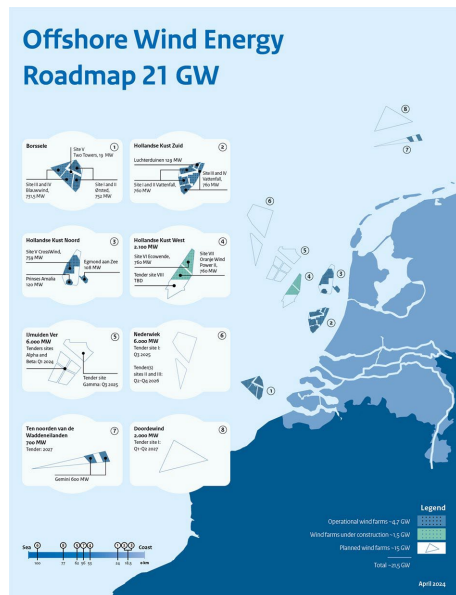 Offshore Wind Energy
Roadmap 21 GW
Borssele
1
Site V
Two Towers, 19 MW
Site III and IV
Blauwwind,
731,5 MW
Site I and II
Ørsted,
752 MW
Hollandse Kust Zuid
2
Luchterduinen 129 MW
Site I and II Vattenfall,
760 MW
Site III and IV
Vattenfall,
760 MW
Hollandse Kust Noord
3
Site V CrossWind,
759 MW
Egmond aan Zee
108 MW
Prinses Amalia
120 MW
Hollandse Kust West
2.100 MW
4
Site VI Ecowende,
760 MW
Site VII
Oranje Wind
Power II,
760 MW
Tender site VIII
TBD
IJmuiden Ver
6.000 MW
5
Tenders sites
Alpha and
Beta: Q1 2024
Tender site
Gamma: Q3 2025
Nederwiek
6.000 MW
6
Tender site I:
Q3 2025
Tender(s)
sites II and III:
Q2-Q4 2026
Ten noorden van de
Waddeneilanden
700 MW
7
Tender: 2027
Gemini 600 MW
Doordewind
2.000 MW
8
Tender site I:
Q1-Q2 2027
8
7
6
5
4
3
2
1
Sea
Coast
Legend
Operational wind farms ~4,7 GW
Wind farms under construction ~1,5 GW
Planned wind farms ~15 GW
Total ~21,5 GW
April 2024